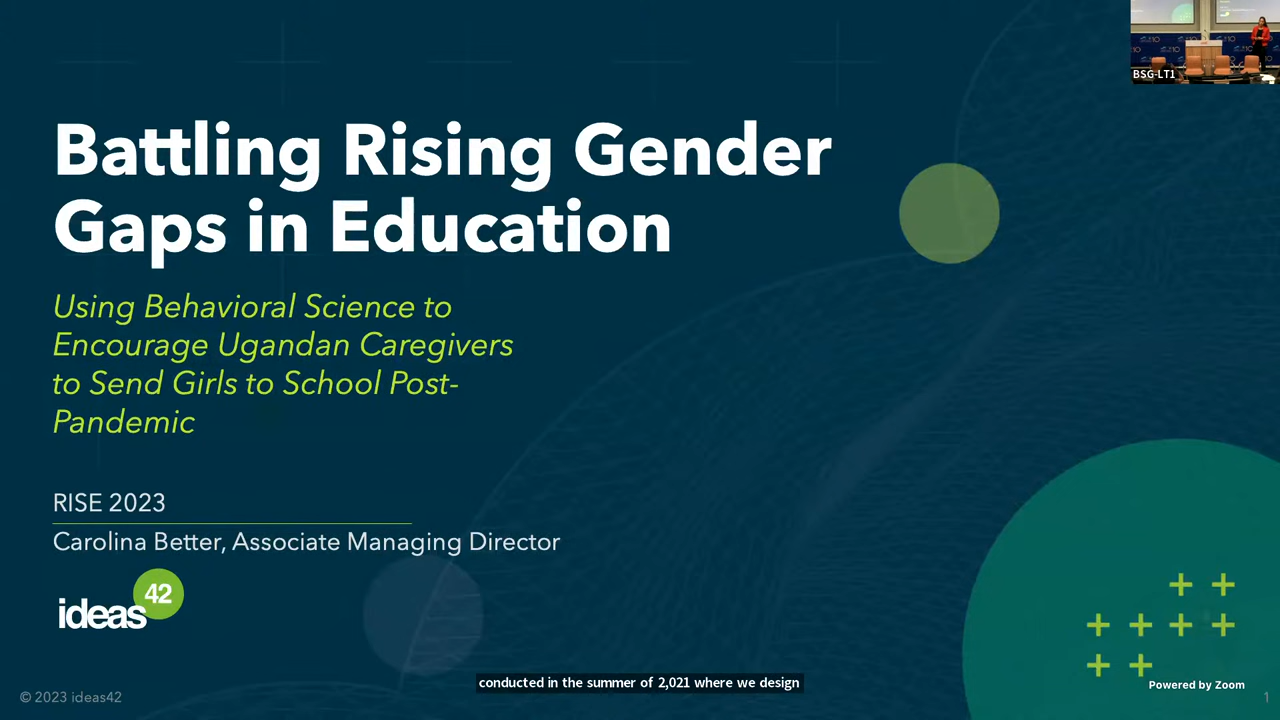 Battling Rising Gender
Gaps in Education
Using Behavioral Science to
Encourage Ugandan Caregivers
to Send Girls to School Post-
Pandemic
RISE 2023
Carolina Better, Associate Managing Director
ideas42
© 2023 ideas42
conducted in the summer of 2,021 where we design
Powered by Zoom
1
BSG-LT1